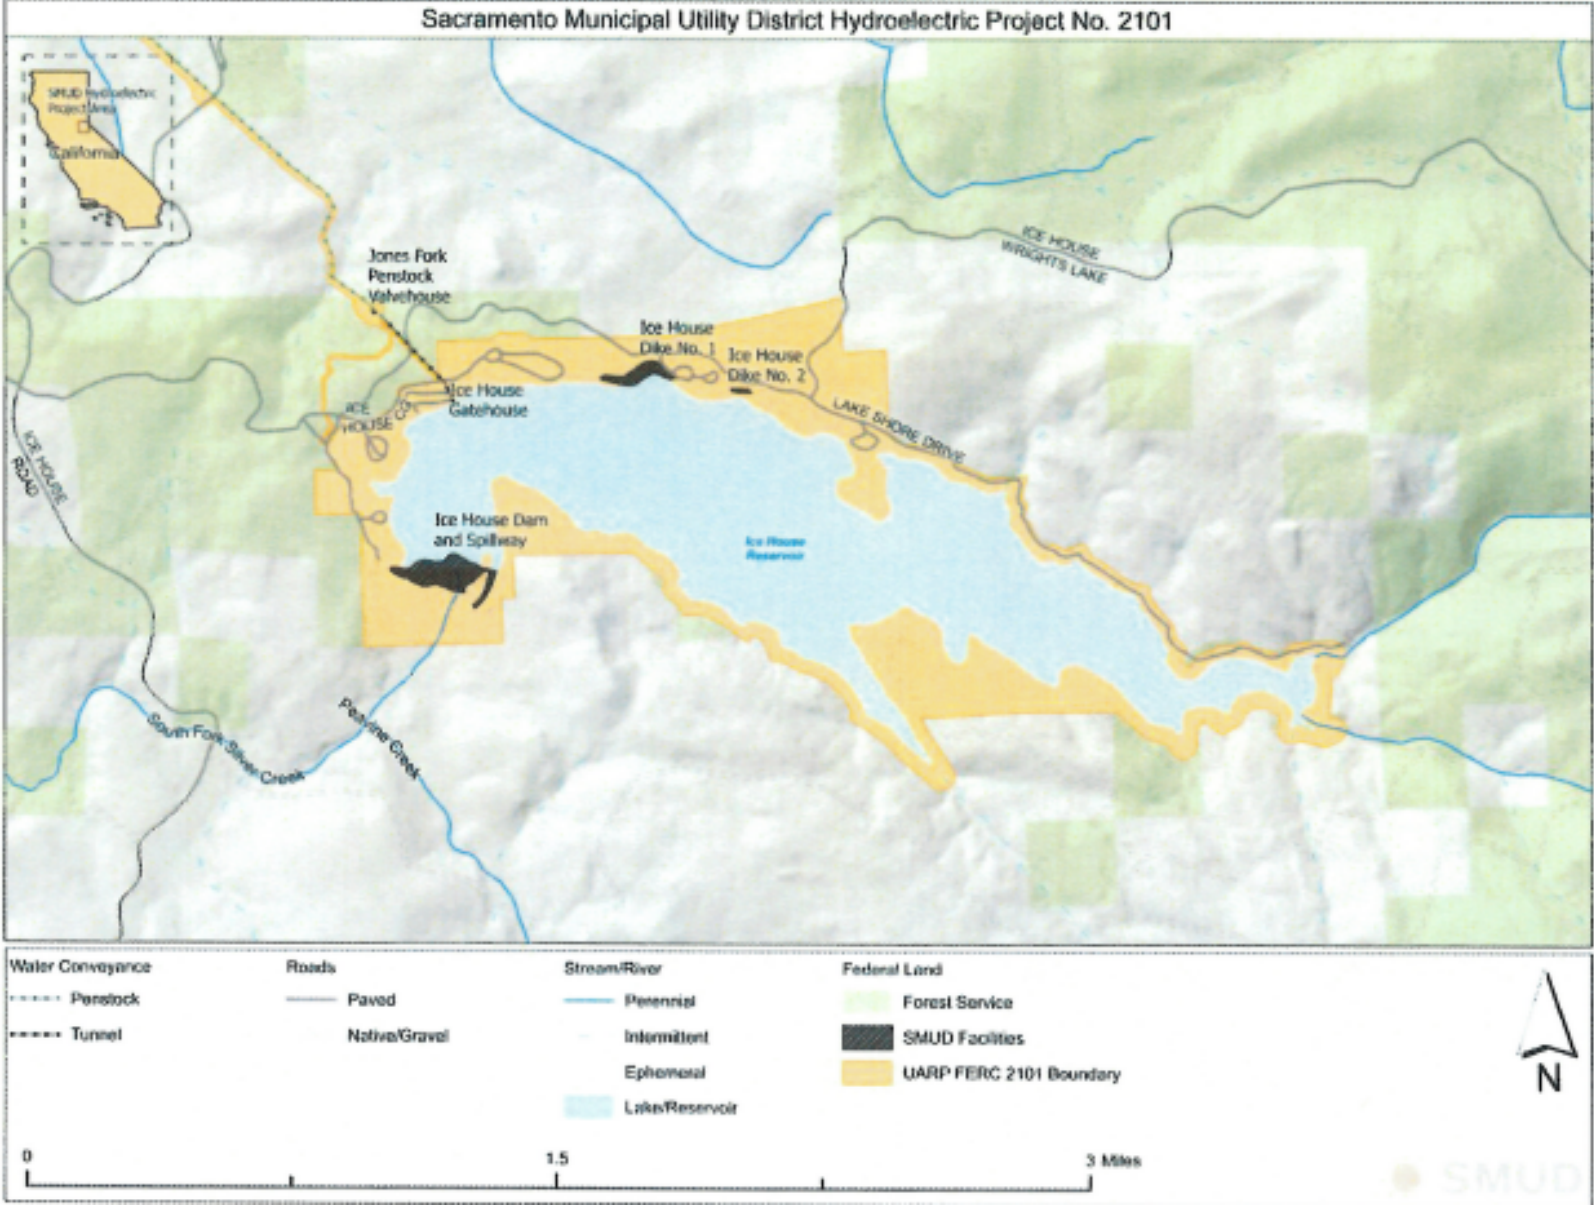 Sacramento Municipal Utility District Hydroelectric Project No. 2101
SMUD Hydroelectric
Project Area
California
Jones Fork
Penstock
Valvehouse
ICE HOUSE
WRIGHTS LAKE
Ice House
Dike No. 1
Ice House
Dike No. 2
Ice House
Gatehouse
ICE
HOUSE
LAKE SHORE DRIVE
ICE HOUSE
ROAD
Ice House Dam
and Spillway
Ice House
Reservoir
South Fork Silver Creek
Peavine Creek
Water Conveyance
Penstock
Tunnel
Roads
Paved
Native/Gravel
Stream/River
Perennial
Intermittent
Ephemeral
Lake/Reservoir
Federal Land
Forest Service
SMUD Facilities
UARP FERC 2101 Boundary
N
0
1.5
3 Miles
SMUD